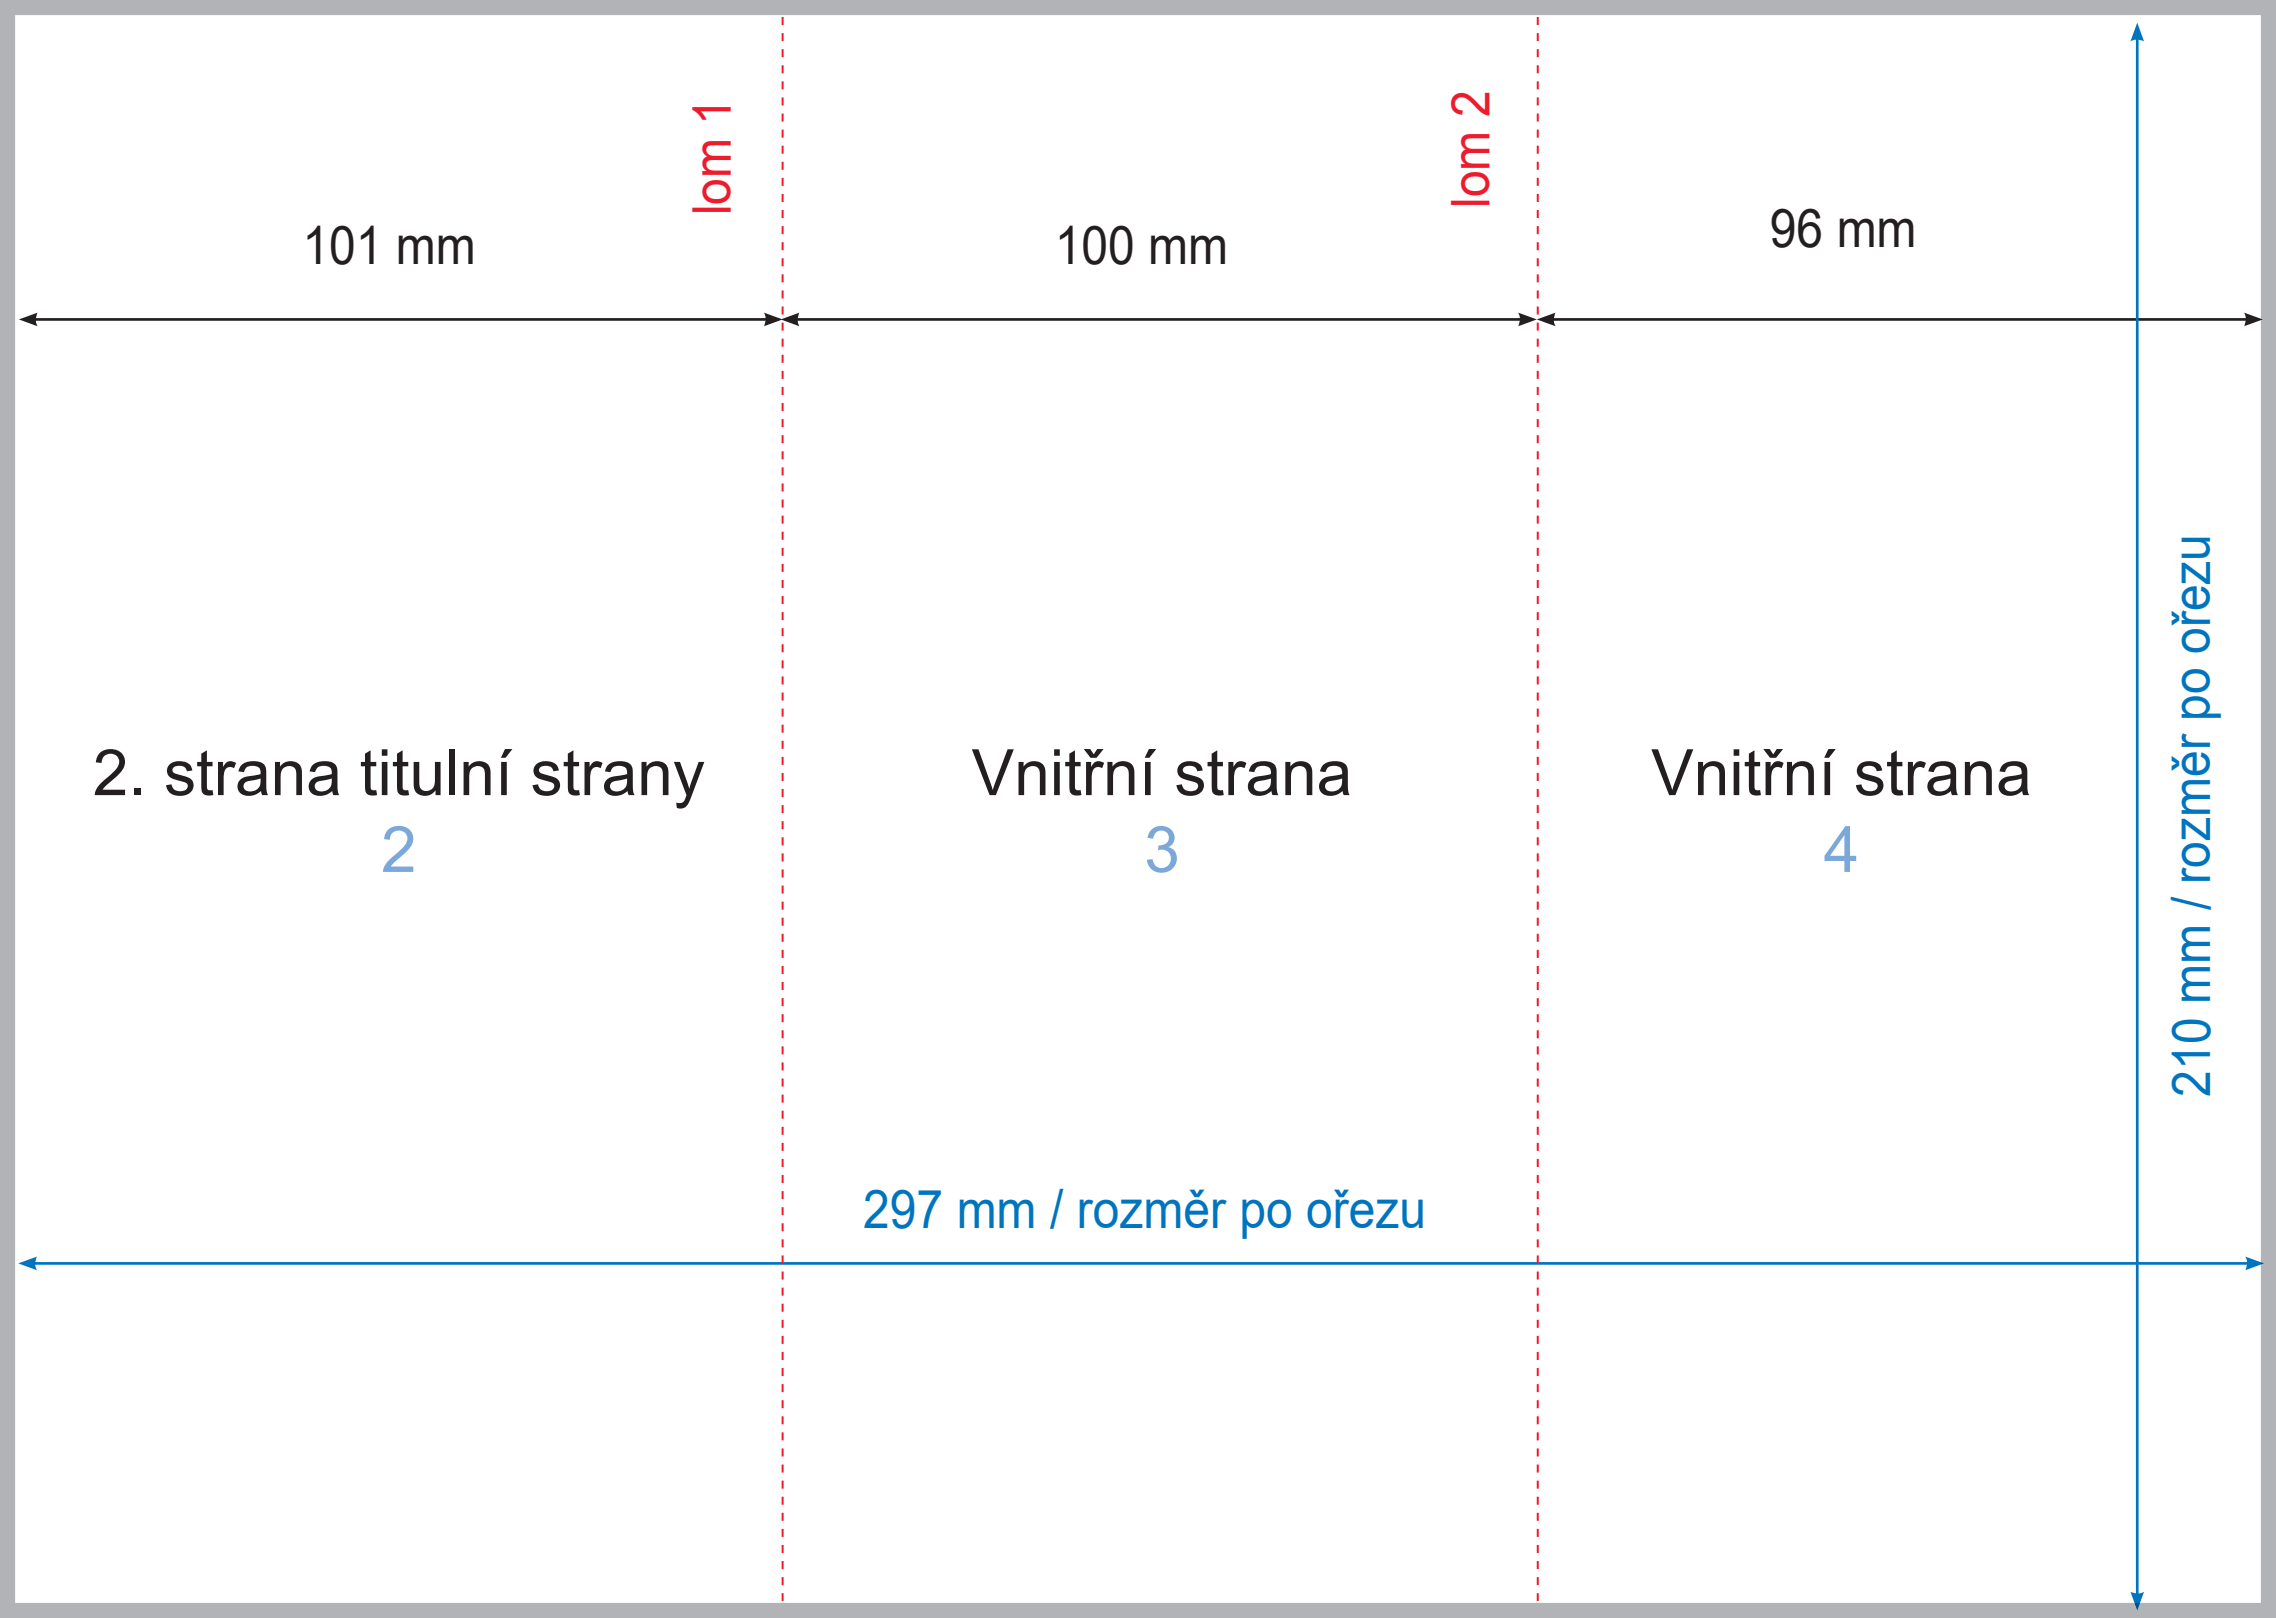 lom 1
lom 2
101 mm
100 mm
96 mm
2. strana titulní strany
2
Vnitřní strana
3
Vnitřní strana
4
210 mm / rozměr po ořezu
297 mm / rozměr po ořezu